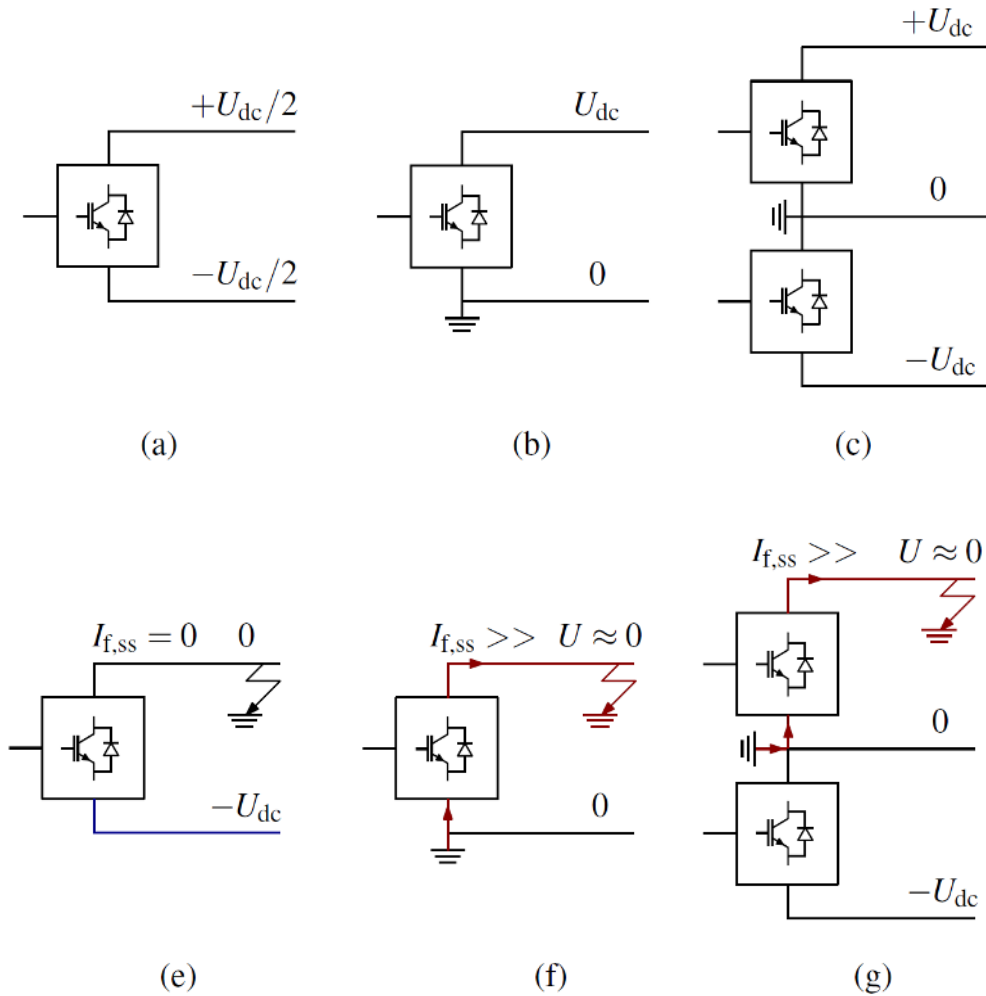 +U_dc
+U_dc/2
U_dc
0
-U_dc/2
0
-U_dc
(a)
(b)
(c)
I_f,ss >> U ≈ 0
I_f,ss = 0 0
I_f,ss >> U ≈ 0
0
-U_dc
0
-U_dc
(e)
(f)
(g)